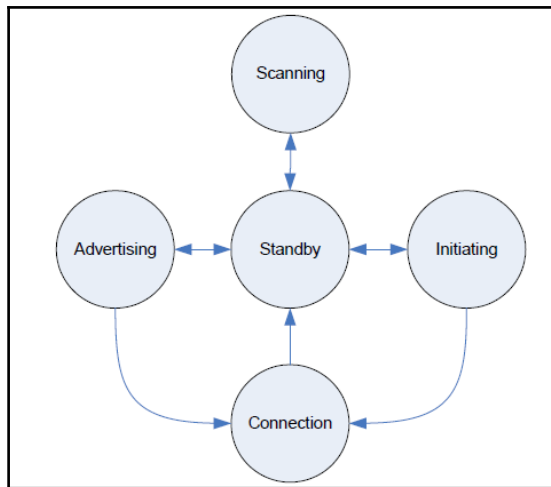 Scanning
Advertising
Standby
Initiating
Connection